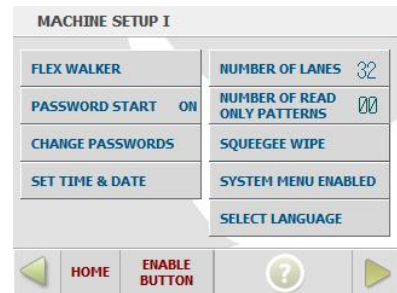 MACHINE SETUP I
FLEX WALKER
PASSWORD START ON
CHANGE PASSWORDS
SET TIME & DATE
NUMBER OF LANES 32
NUMBER OF READ
ONLY PATTERNS 00
SQUEEGEE WIPE
SYSTEM MENU ENABLED
SELECT LANGUAGE
HOME
ENABLE
BUTTON
?